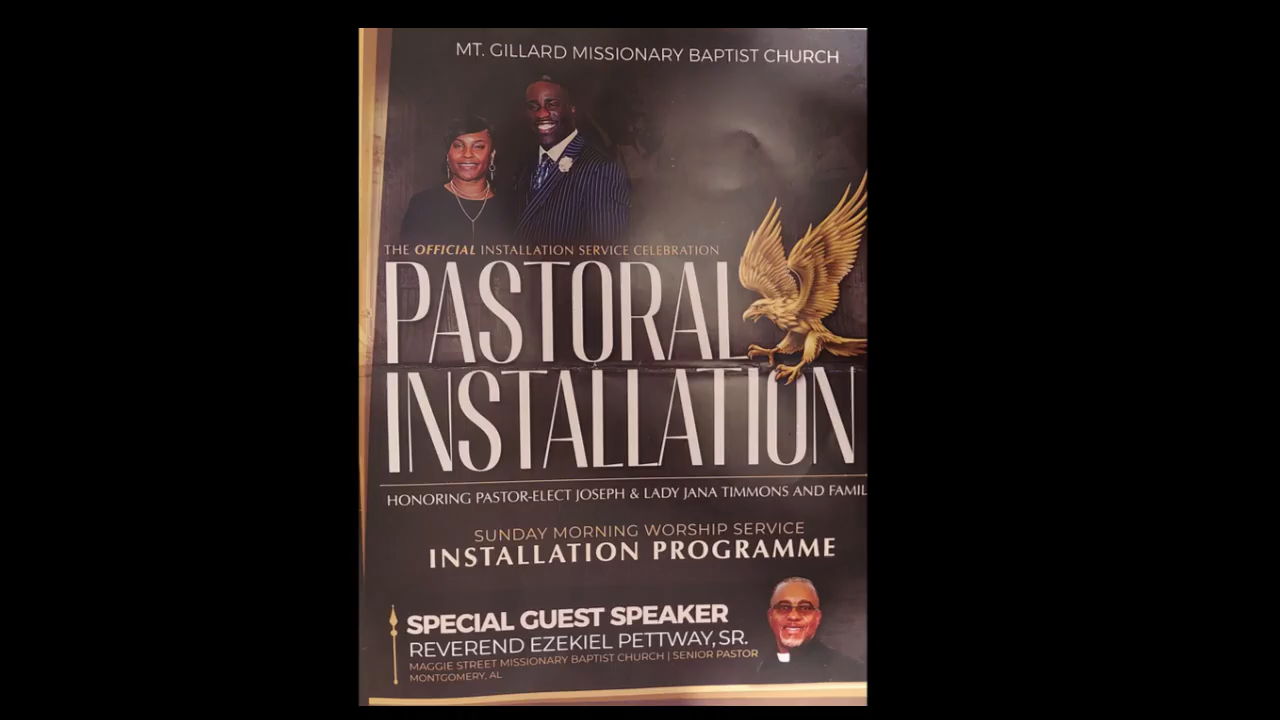 MT. GILLARD MISSIONARY BAPTIST CHURCH
THE OFFICIAL INSTALLATION SERVICE CELEBRATION
PASTORAL
INSTALLATION
HONORING PASTOR-ELECT JOSEPH & LADY JANA TIMMONS AND FAMIL
SUNDAY MORNING WORSHIP SERVICE
INSTALLATION PROGRAMME
SPECIAL GUEST SPEAKER
REVEREND EZEKIEL PETTWAY, SR.
MAGGIE STREET MISSIONARY BAPTIST CHURCH | SENIOR PASTOR
MONTGOMERY, AL